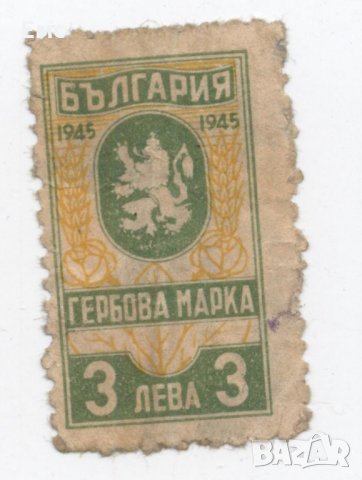 БЪЛГАРИЯ
1945 1945
ГЕРБОВА МАРКА
3 ЛЕВА 3
BAZAR